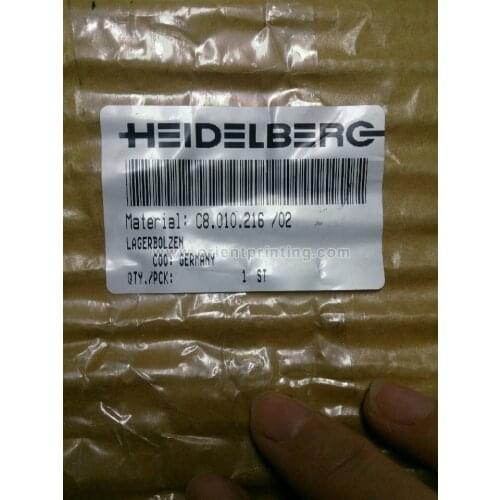 HEIDELBERG
Material: C8.010.216 /02
LAGERBOLZEN
COO: GERMANY
QTY./PCK: 1 ST
www.orientprinting.com